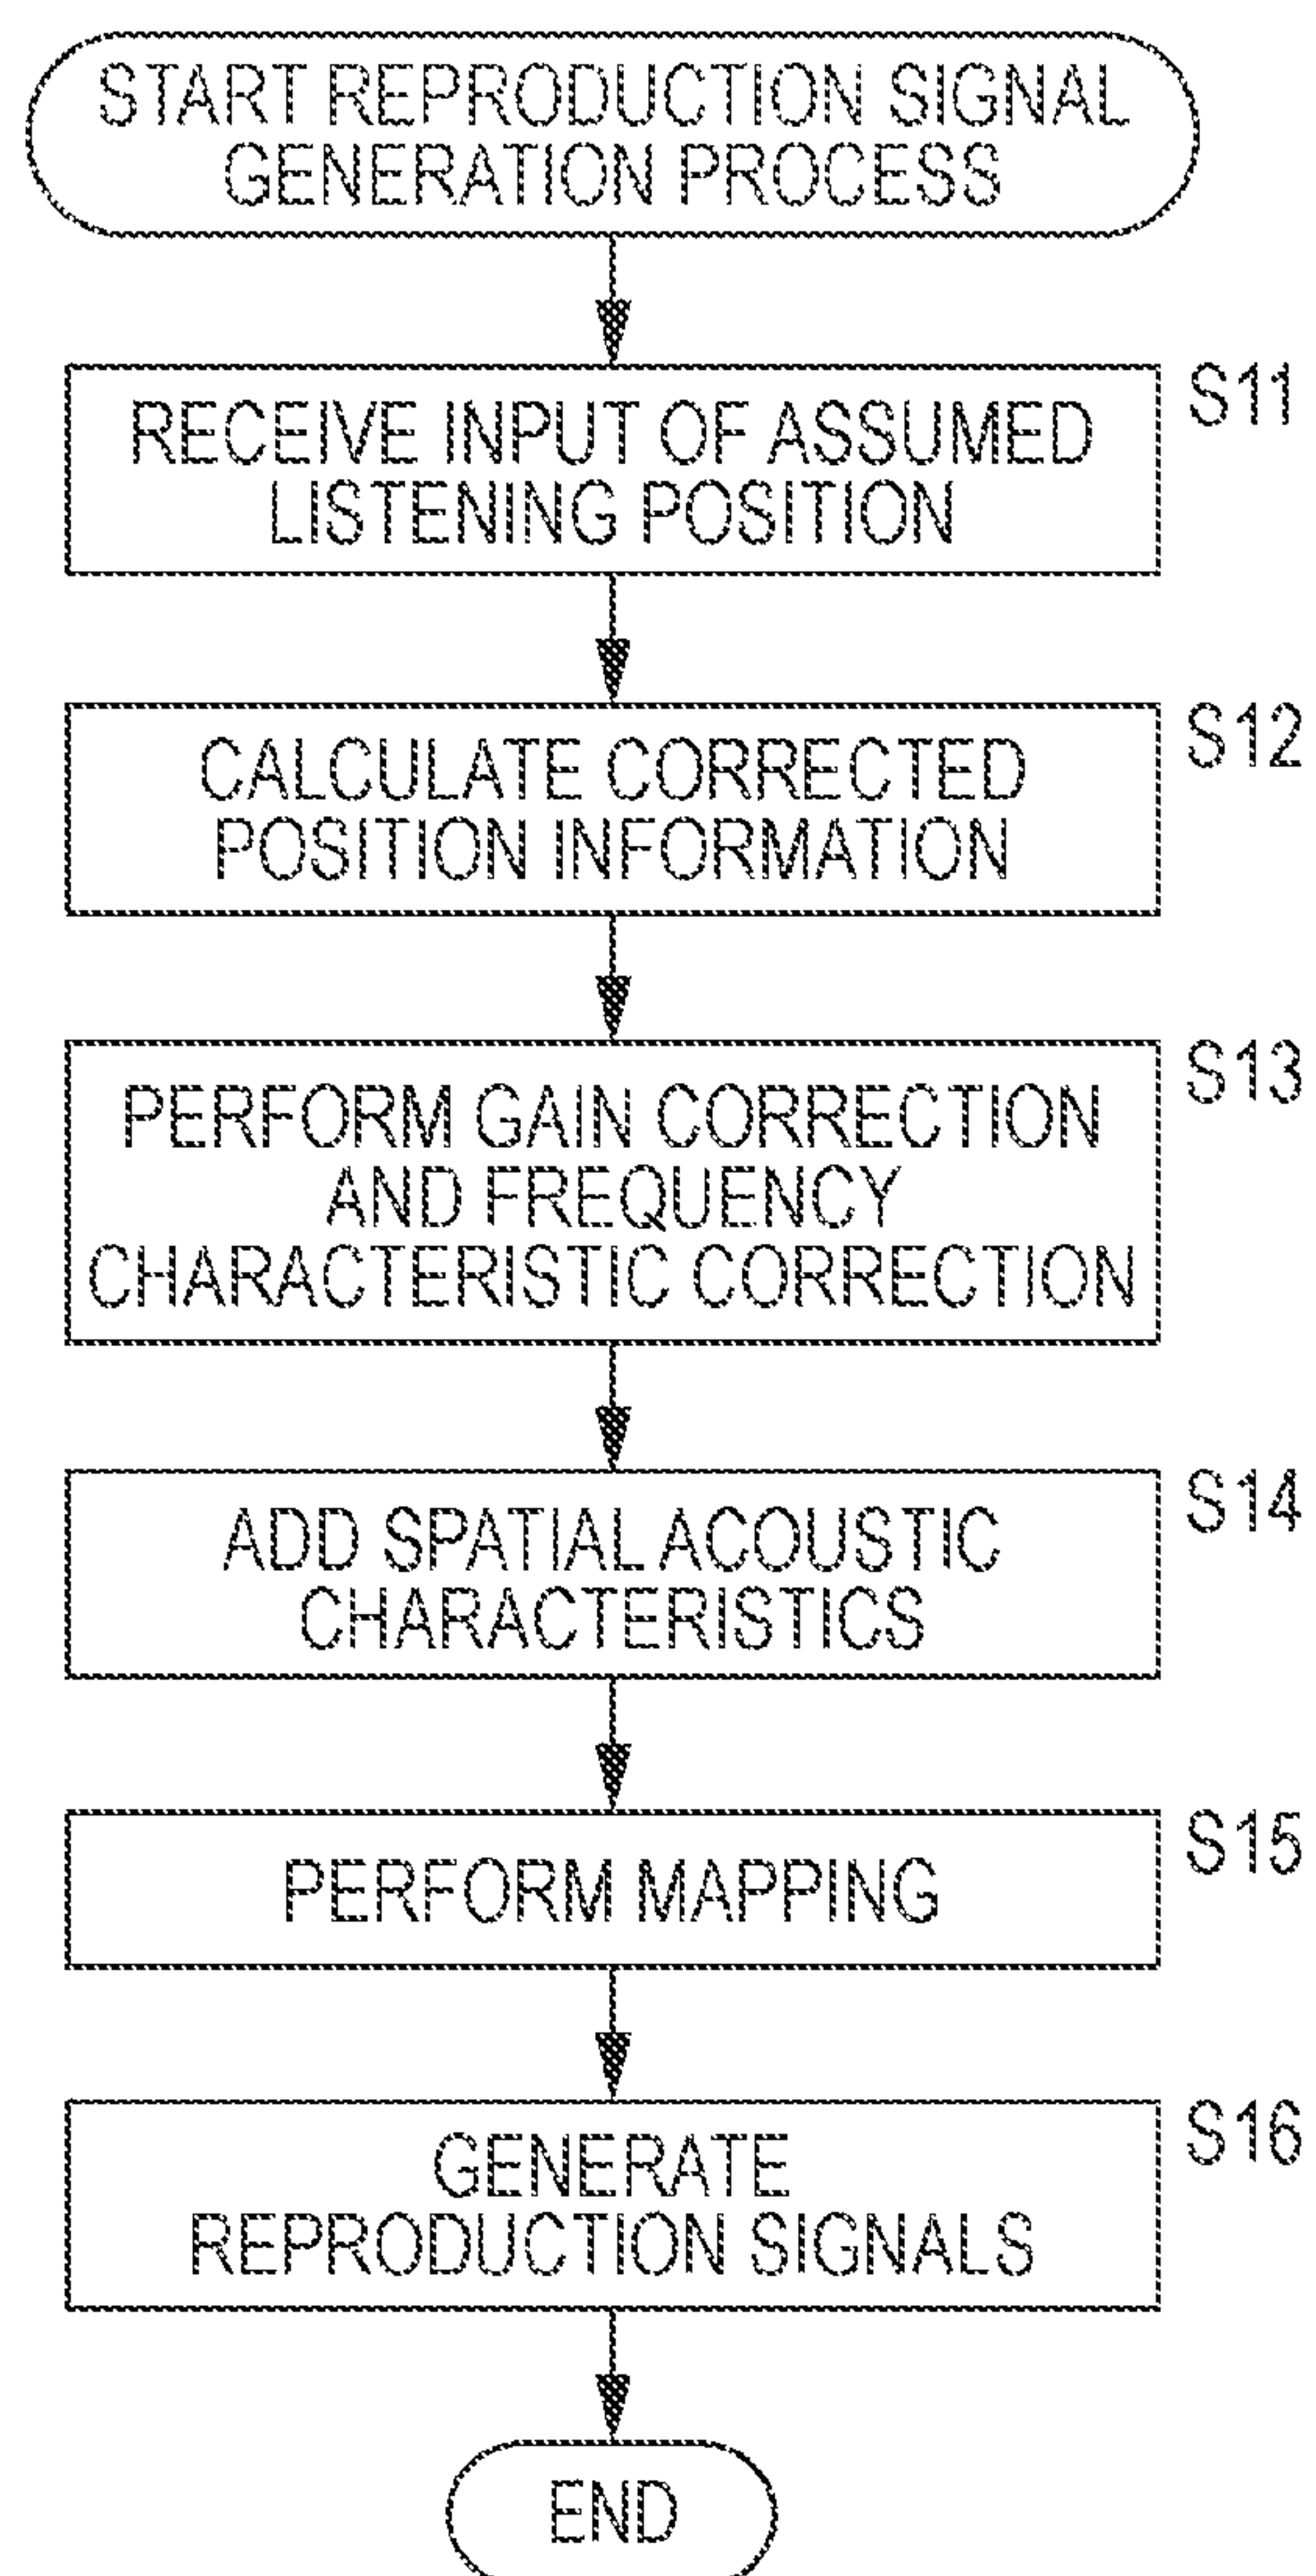 START REPRODUCTION SIGNAL
GENERATION PROCESS
S11
RECEIVE INPUT OF ASSUMED
LISTENING POSITION
S12
CALCULATE CORRECTED
POSITION INFORMATION
S13
PERFORM GAIN CORRECTION
AND FREQUENCY
CHARACTERISTIC CORRECTION
S14
ADD SPATIAL ACOUSTIC
CHARACTERISTICS
S15
PERFORM MAPPING
S16
GENERATE
REPRODUCTION SIGNALS
END